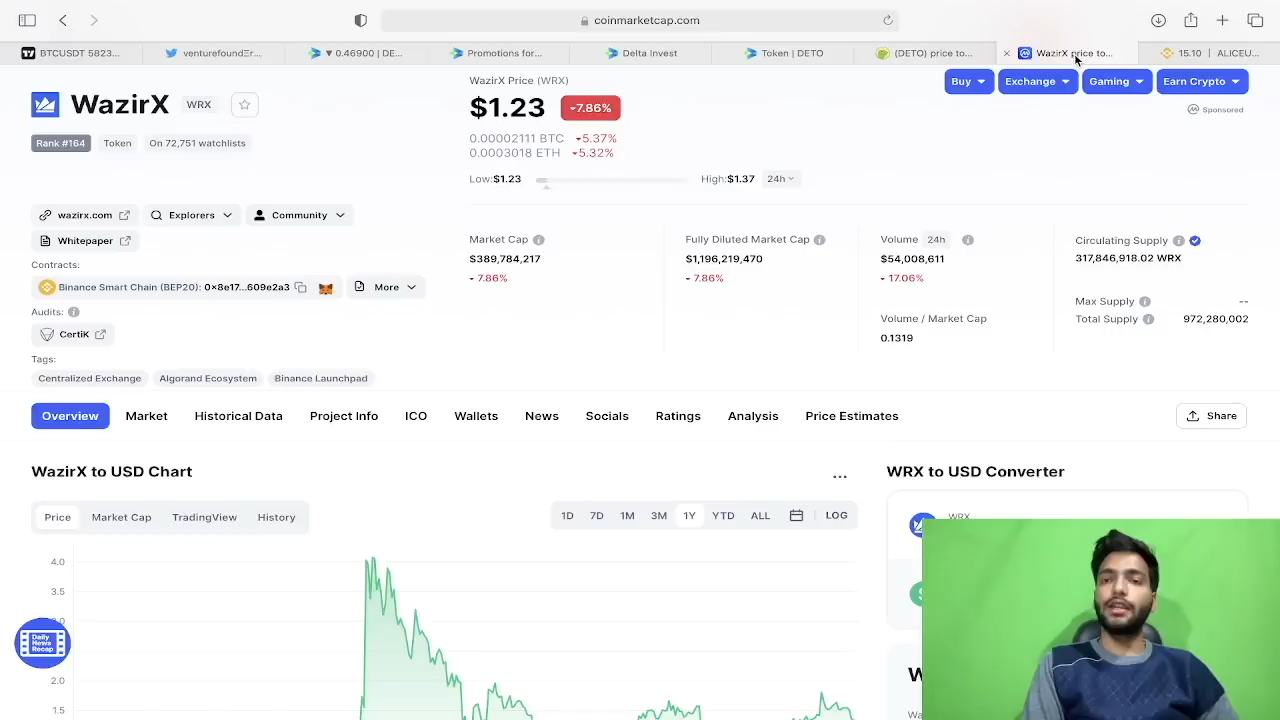 coinmarketcap.com
BTCUSDT 5823...
venturefoundΞr...
▼ 0.46900 | DE...
Promotions for...
Delta Invest
Token | DETO
(DETO) price to...
WazirX price to...
15.10 | ALICEU...
WazirX WRX
Rank #164 Token On 72,751 watchlists
WazirX Price (WRX)
$1.23 7.86%
0.00002111 BTC 5.37%
0.0003018 ETH 5.32%
Low:$1.23 High:$1.37 24h
Buy Exchange Gaming Earn Crypto
Sponsored
wazirx.com Explorers Community
Whitepaper
Contracts:
Binance Smart Chain (BEP20): 0x8e17...609e2a3 More
Audits:
CertiK
Tags:
Centralized Exchange Algorand Ecosystem Binance Launchpad
Market Cap
$389,784,217
7.86%
Fully Diluted Market Cap
$1,196,219,470
7.86%
Volume 24h
$54,008,611
17.06%
Volume / Market Cap
0.1319
Circulating Supply
317,846,918.02 WRX
Max Supply --
Total Supply 972,280,002
Overview Market Historical Data Project Info ICO Wallets News Socials Ratings Analysis Price Estimates Share
WazirX to USD Chart
Price Market Cap TradingView History
1D 7D 1M 3M 1Y YTD ALL LOG
4.0
3.5
2.0
1.5
Daily
News
Recap
WRX to USD Converter
WRX